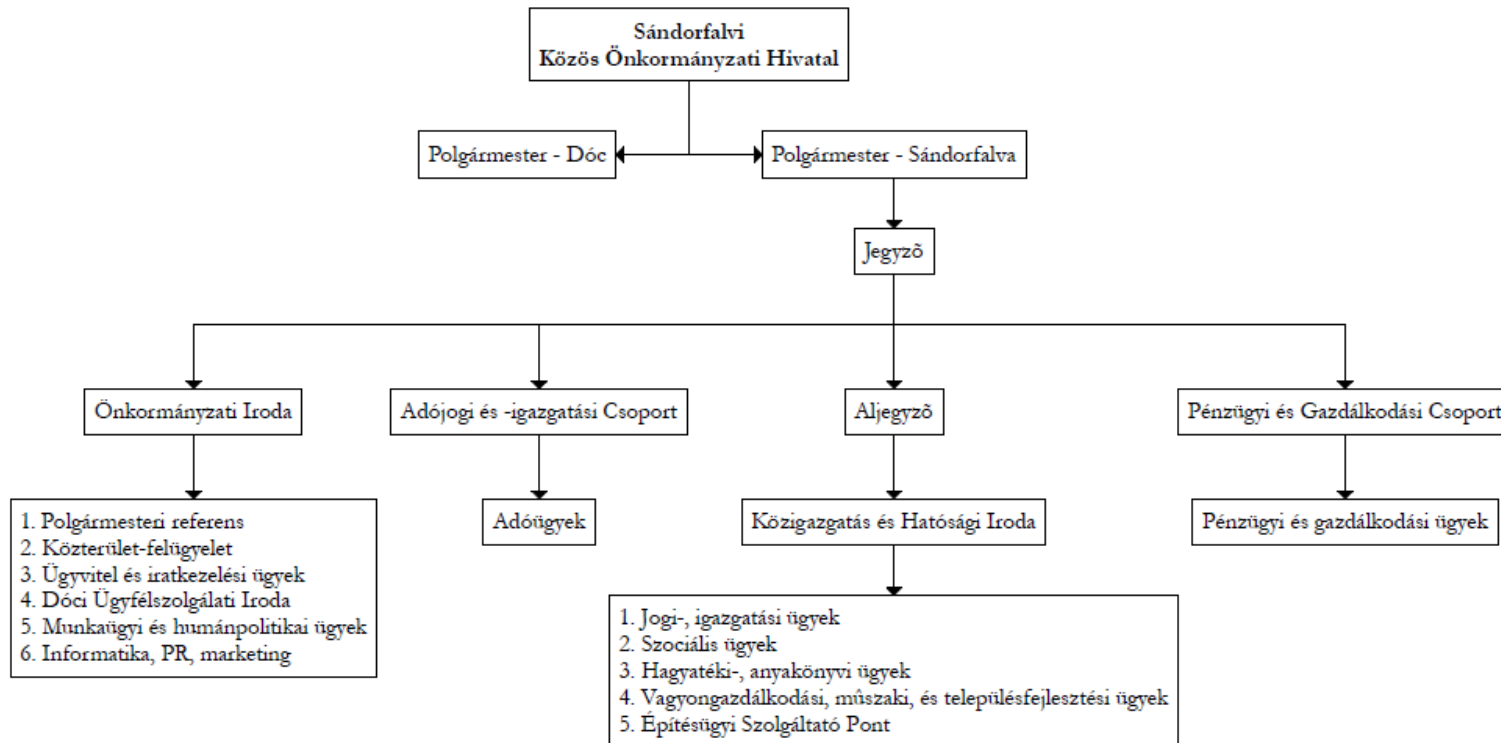 Sándorfalvi
Közös Önkormányzati Hivatal
Polgármester - Dóc
Polgármester - Sándorfalva
Jegyzõ
Önkormányzati Iroda
Adójogi és -igazgatási Csoport
Aljegyzõ
Pénzügyi és Gazdálkodási Csoport
1. Polgármesteri referens
2. Közterület-felügyelet
3. Ügyvitel és iratkezelési ügyek
4. Dóci Ügyfélszolgálati Iroda
5. Munkaügyi és humánpolitikai ügyek
6. Informatika, PR, marketing
Adóügyek
Közigazgatás és Hatósági Iroda
Pénzügyi és gazdálkodási ügyek
1. Jogi-, igazgatási ügyek
2. Szociális ügyek
3. Hagyatéki-, anyakönyvi ügyek
4. Vagyongazdálkodási, mûszaki, és településfejlesztési ügyek
5. Építésügyi Szolgáltató Pont